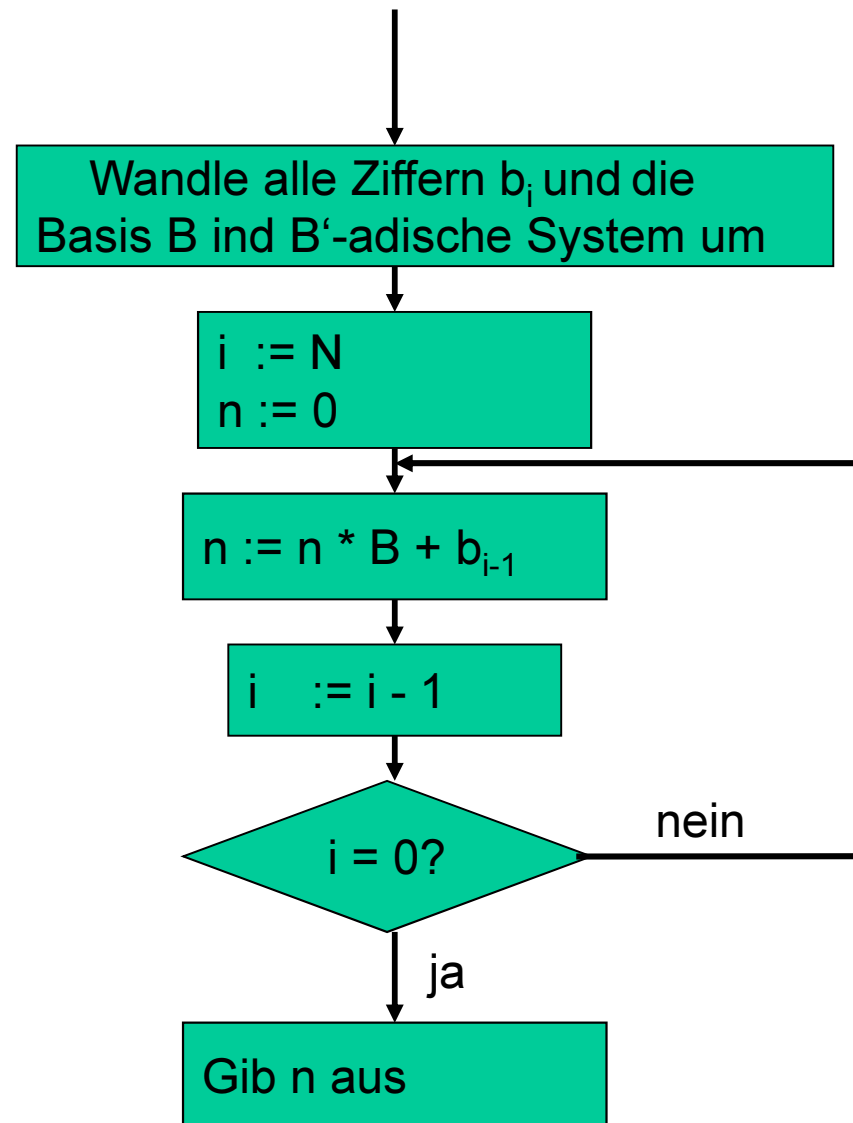 Wandle alle Ziffern bᵢ und die
Basis B ind B‘-adische System um
i := N
n := 0
n := n * B + bᵢ₋₁
i := i - 1
i = 0?
nein
ja
Gib n aus